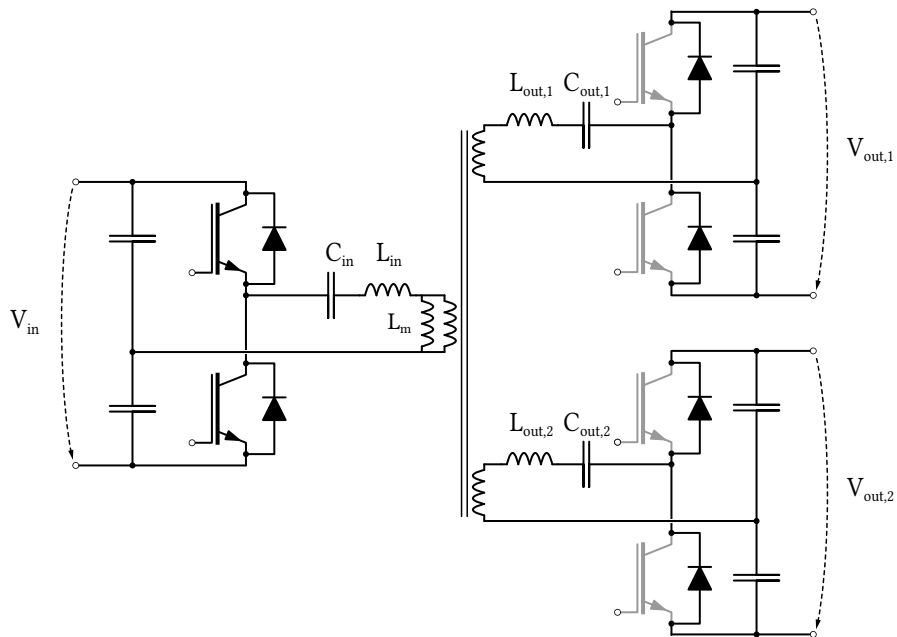 L_out,1 C_out,1
V_out,1
C_in L_in
L_m
V_in
L_out,2 C_out,2
V_out,2